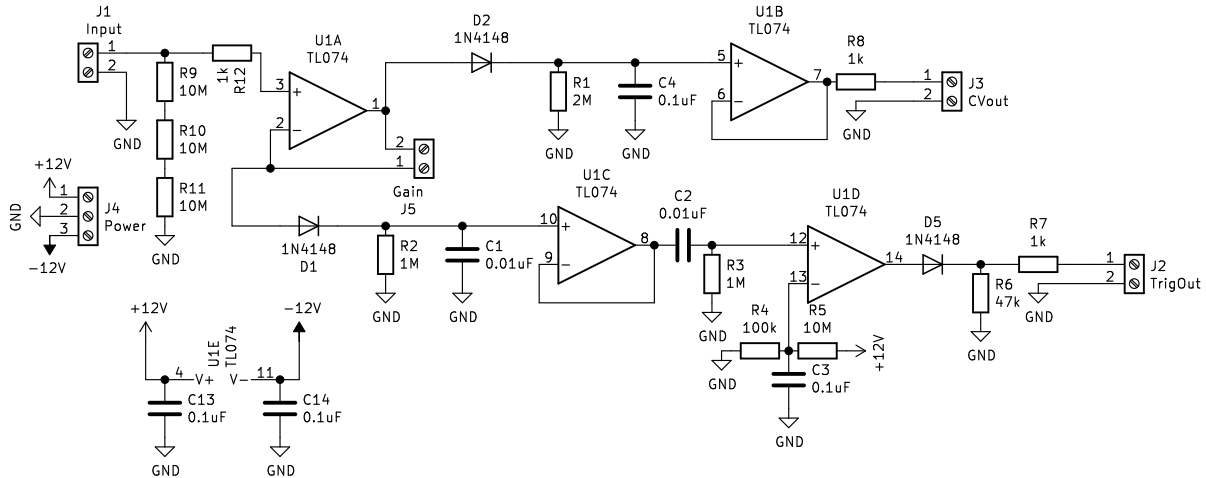 J1
Input
1
2
R9
10M
R10
10M
R11
10M
GND
GND
1k
R12
U1A
TL074
3
+
2
−
1
2
1
Gain
J5
D2
1N4148
R1
2M
GND
C4
0.1uF
GND
U1B
TL074
5
+
6
−
7
R8
1k
GND
1
2
J3
CVout
+12V
GND
-12V
1
2
3
J4
Power
1N4148
D1
R2
1M
GND
C1
0.01uF
GND
U1C
TL074
10
+
9
−
8
C2
0.01uF
R3
1M
GND
U1D
TL074
12
+
13
−
14
R4
100k
GND
R5
10M
+12V
C3
0.1uF
GND
D5
1N4148
R6
47k
GND
R7
1k
GND
1
2
J2
TrigOut
+12V
-12V
U1E
TL074
4
V+
V-
11
C13
0.1uF
GND
C14
0.1uF
GND